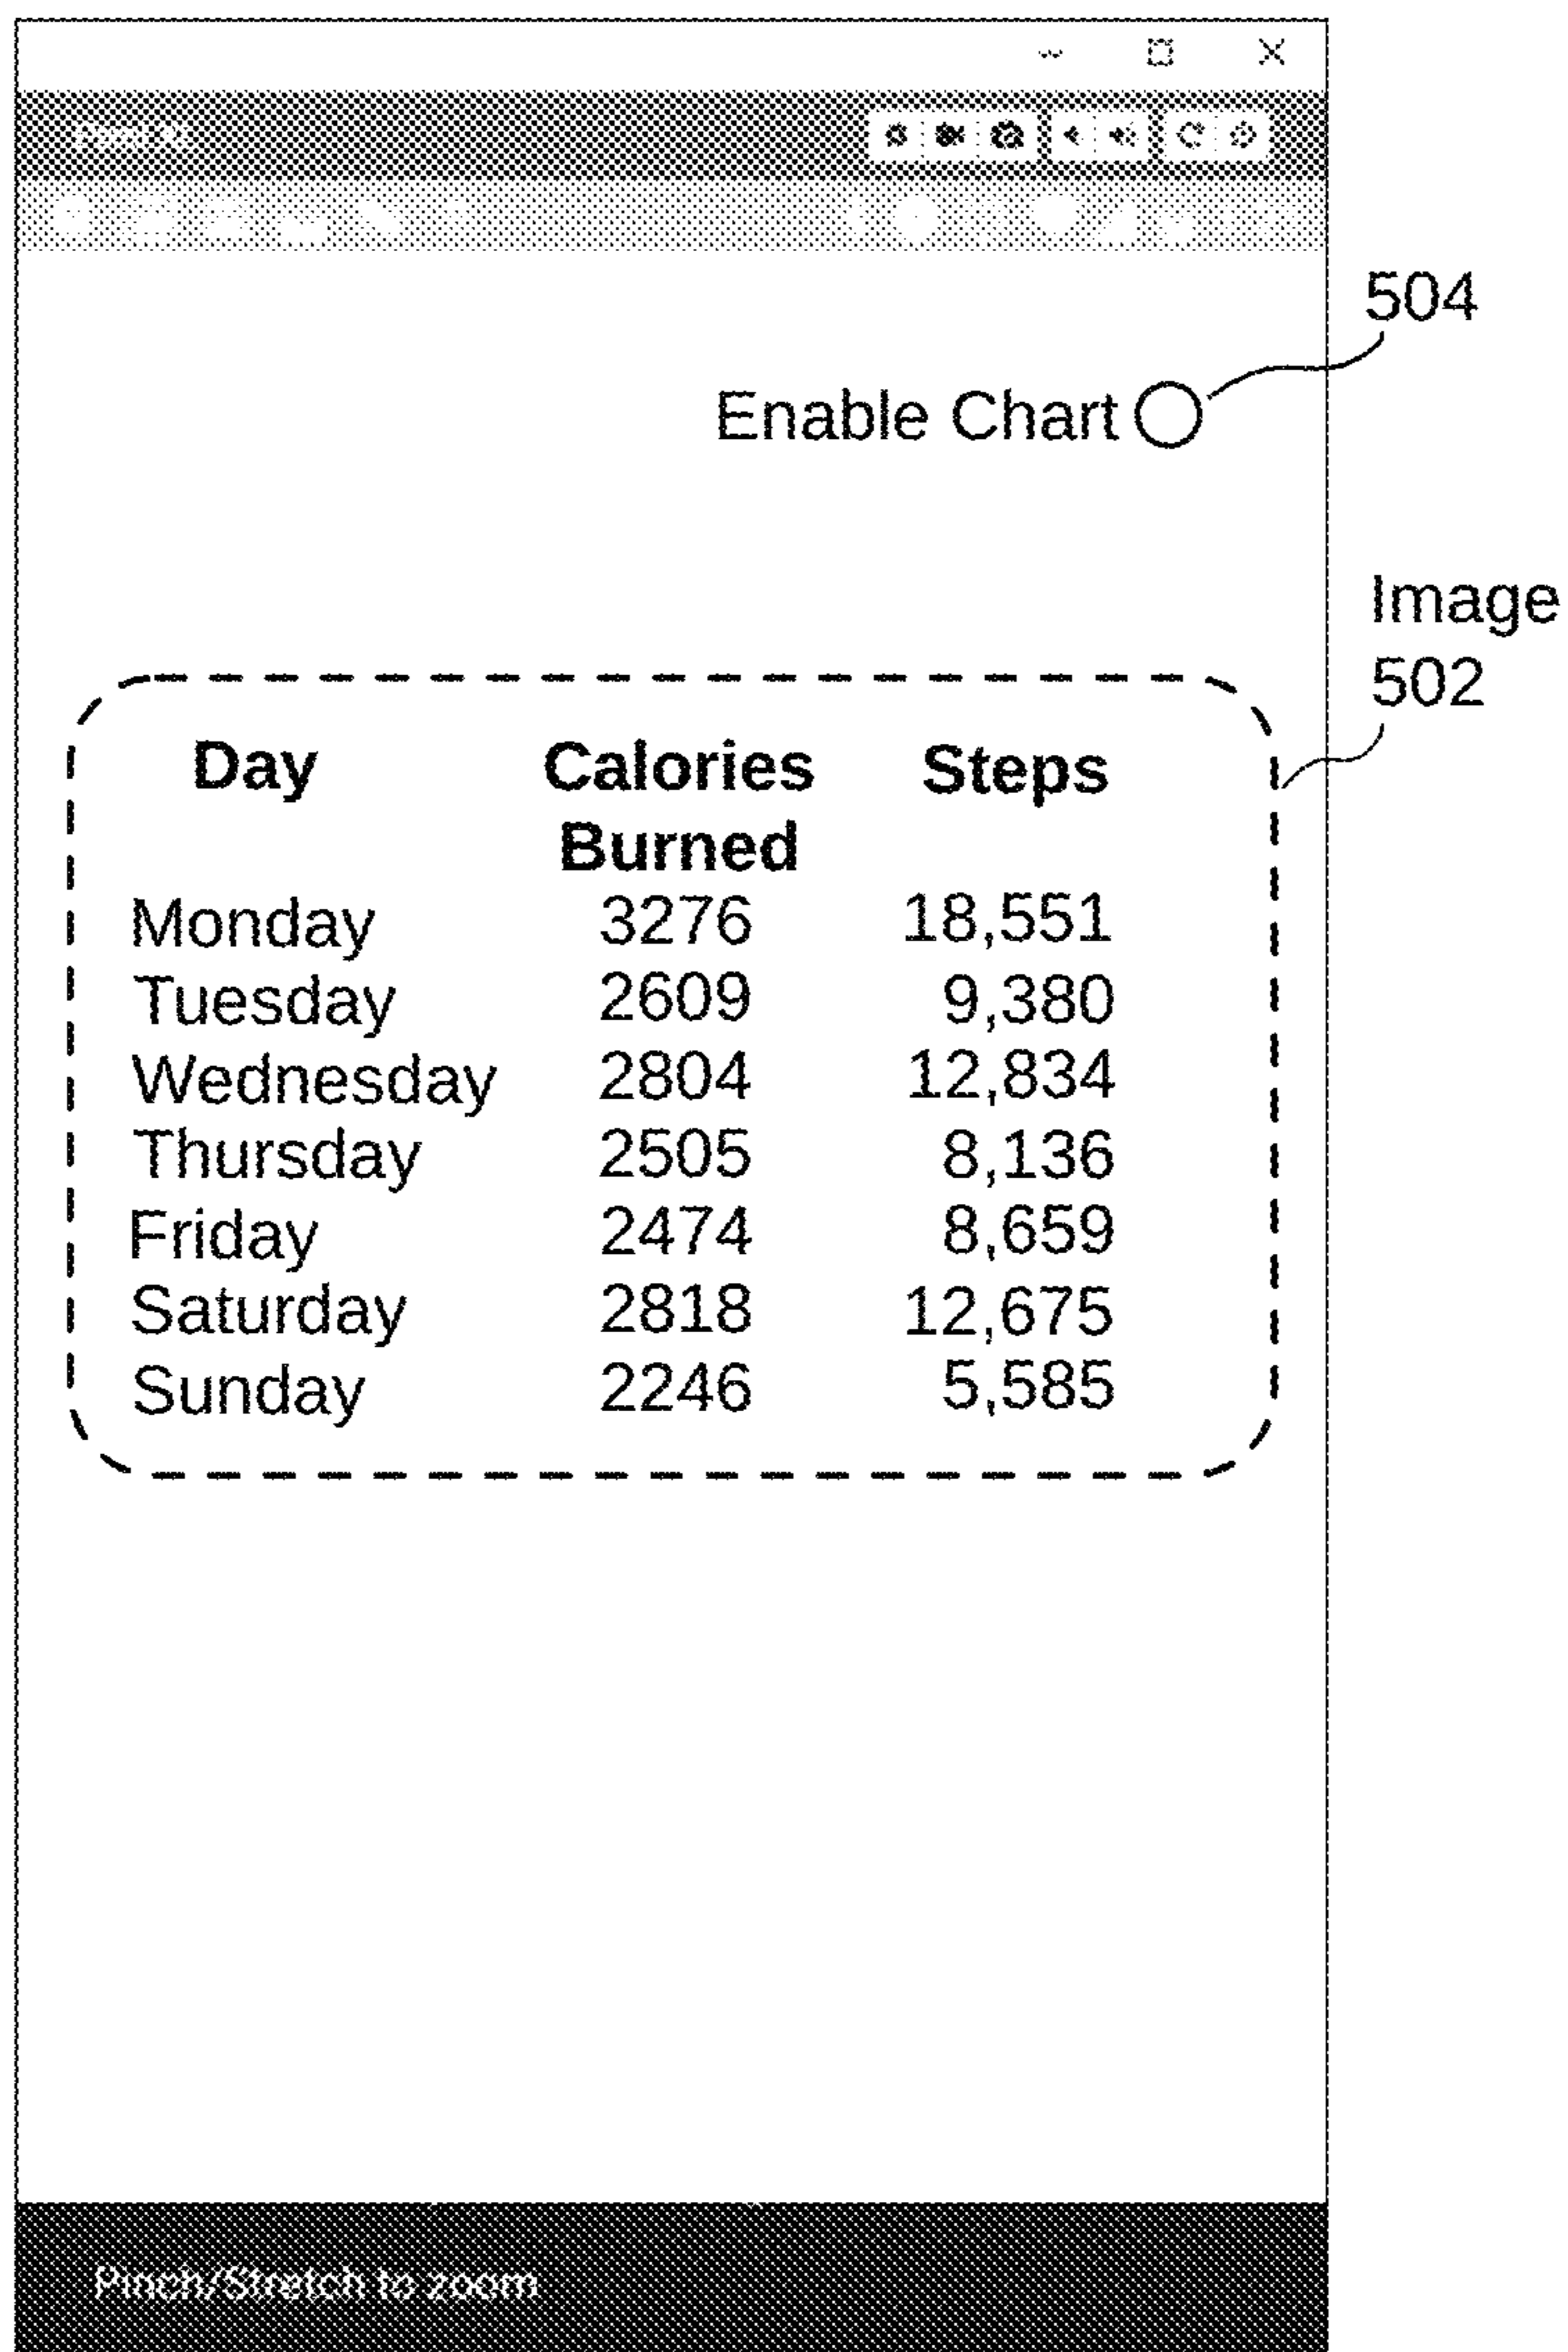 504
Enable Chart
Image
502
Day Calories Steps
Burned
Monday 3276 18,551
Tuesday 2609 9,380
Wednesday 2804 12,834
Thursday 2505 8,136
Friday 2474 8,659
Saturday 2818 12,675
Sunday 2246 5,585
Pinch/Stretch to zoom